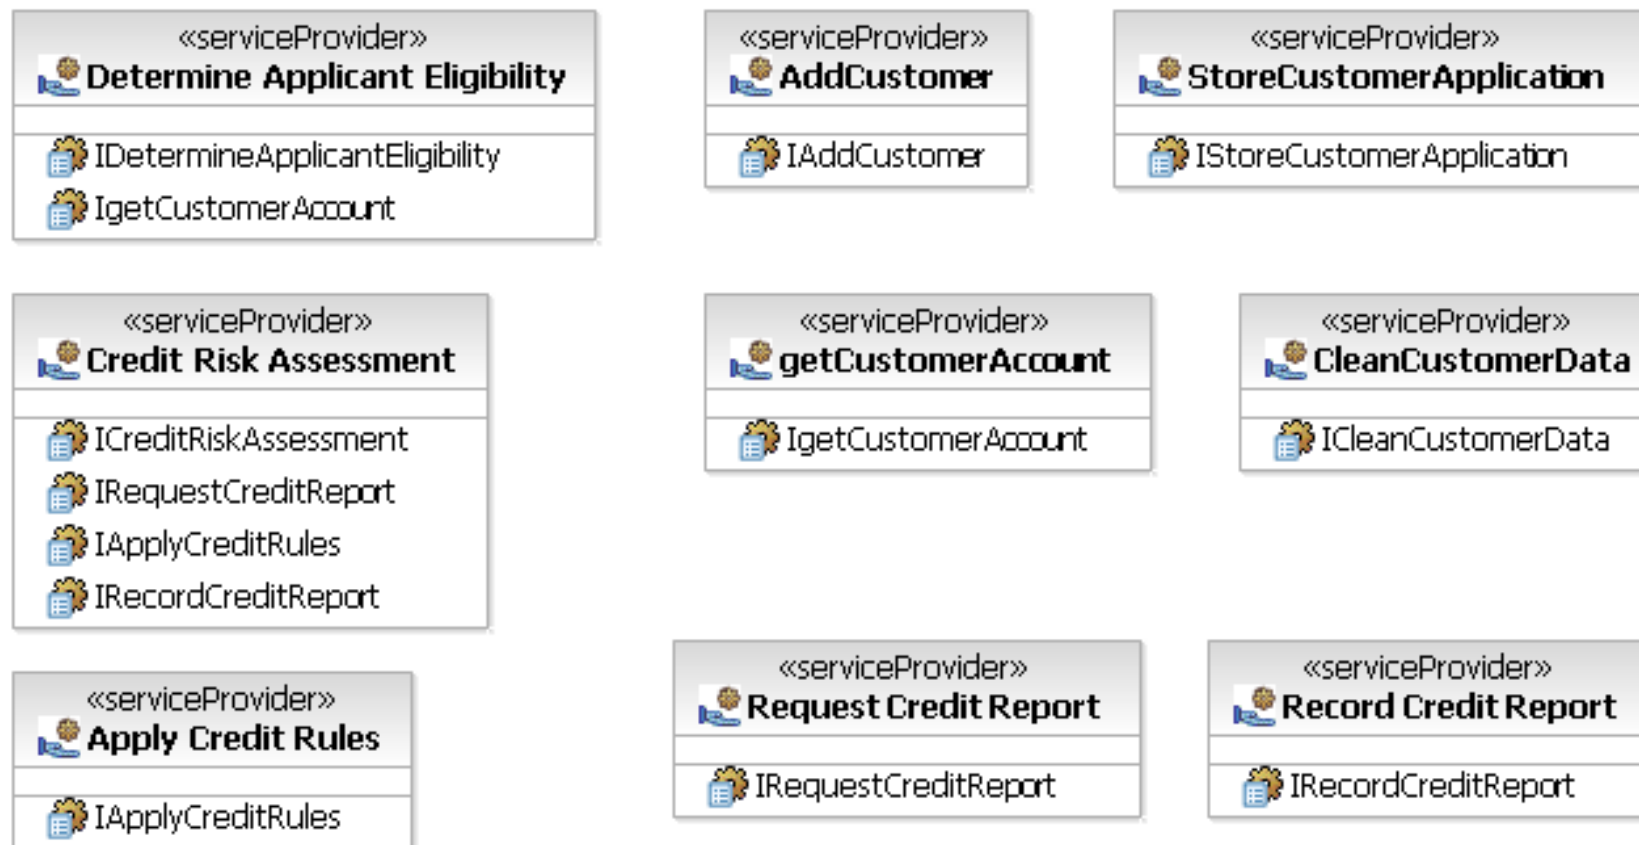 «serviceProvider»
Determine Applicant Eligibility
IDetermineApplicantEligibility
IgetCustomerAccount
«serviceProvider»
AddCustomer
IAddCustomer
«serviceProvider»
StoreCustomerApplication
IStoreCustomerApplication
«serviceProvider»
Credit Risk Assessment
ICreditRiskAssessment
IRequestCreditReport
IApplyCreditRules
IRecordCreditReport
«serviceProvider»
getCustomerAccount
IgetCustomerAccount
«serviceProvider»
CleanCustomerData
ICleanCustomerData
«serviceProvider»
Apply Credit Rules
IApplyCreditRules
«serviceProvider»
Request Credit Report
IRequestCreditReport
«serviceProvider»
Record Credit Report
IRecordCreditReport